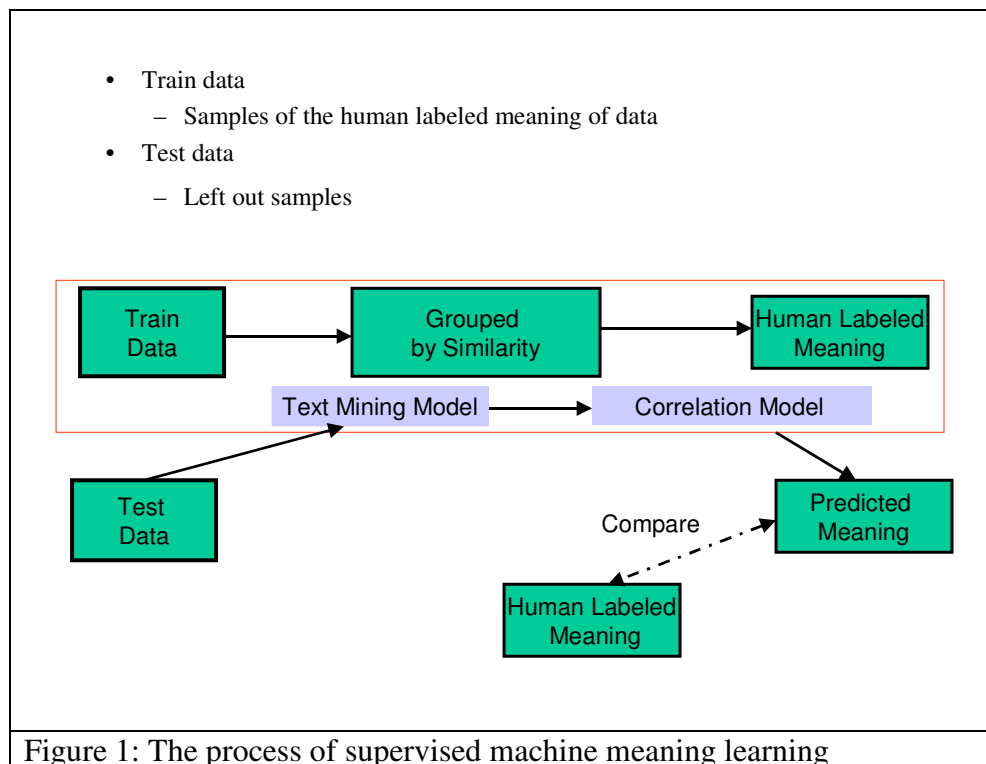 • Train data
– Samples of the human labeled meaning of data
• Test data
– Left out samples
Train
Data
Grouped
by Similarity
Human Labeled
Meaning
Text Mining Model
Correlation Model
Test
Data
Predicted
Meaning
Compare
Human Labeled
Meaning
Figure 1: The process of supervised machine meaning learning